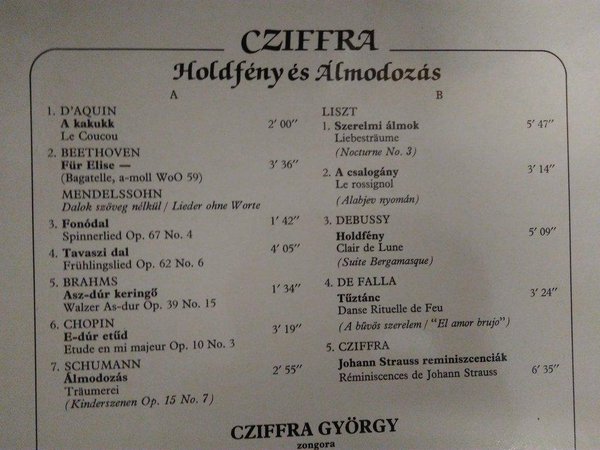 CZIFFRA
Holdfény és Álmodozás
A
1. D'AQUIN
A kakukk 2' 00"
Le Coucou
2. BEETHOVEN
Für Elise — 3' 36"
(Bagatelle, a-moll WoO 59)
MENDELSSOHN
Dalok szöveg nélkül / Lieder ohne Worte
3. Fonódal 1' 42"
Spinnerlied Op. 67 No. 4
4. Tavaszi dal 4' 05"
Frühlingslied Op. 62 No. 6
5. BRAHMS
Asz-dúr keringő 1' 34"
Walzer As-dur Op. 39 No. 15
6. CHOPIN
E-dúr etűd 3' 19"
Etude en mi majeur Op. 10 No. 3
7. SCHUMANN
Álmodozás 2' 55"
Träumerei
(Kinderszenen Op. 15 No. 7)
B
LISZT
1. Szerelmi álmok 5' 47"
Liebesträume
(Nocturne No. 3)
2. A csalogány 3' 14"
Le rossignol
(Alabjev nyomán)
3. DEBUSSY
Holdfény 5' 09"
Clair de Lune
(Suite Bergamasque)
4. DE FALLA
Tűztánc 3' 24"
Danse Rituelle de Feu
(A bűvös szerelem / "El amor brujo")
5. CZIFFRA
Johann Strauss reminiszcenciák
Réminiscences de Johann Strauss 6' 35"
CZIFFRA GYÖRGY
zongora